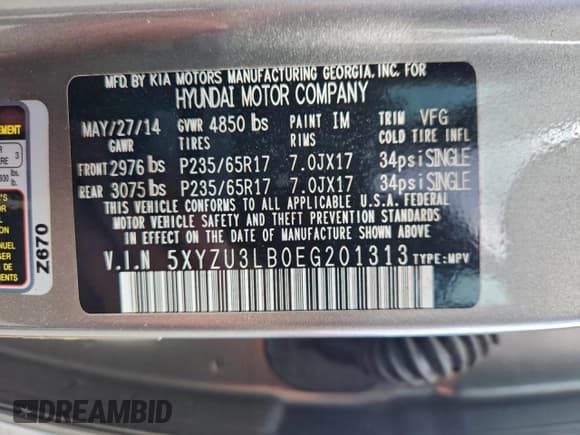 MFD. BY KIA MOTORS MANUFACTURING GEORGIA, INC. FOR
HYUNDAI MOTOR COMPANY
MAY/27/14 GVWR 4850 lbs PAINT IM TRIM VFG
GAWR TIRES RIMS COLD TIRE INFL
FRONT 2976 lbs P235/65R17 7.0JX17 34psi SINGLE
REAR 3075 lbs P235/65R17 7.0JX17 34psi SINGLE
THIS VEHICLE CONFORMS TO ALL APPLICABLE U.S.A. FEDERAL
MOTOR VEHICLE SAFETY AND THEFT PREVENTION STANDARDS
IN EFFECT ON THE DATE OF MANUFACTURE SHOWN ABOVE.
V.I.N 5XYZU3LB0EG201313 TYPE:MPV
Z670
3
DREAMBID